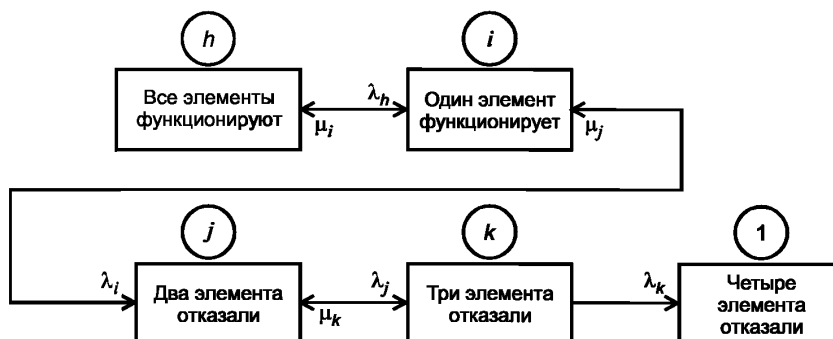 h
i
Все элементы
функционируют
λh
μi
Один элемент
функционирует
μj
j
k
1
λi
Два элемента
отказали
λj
μk
Три элемента
отказали
λk
Четыре
элемента
отказали